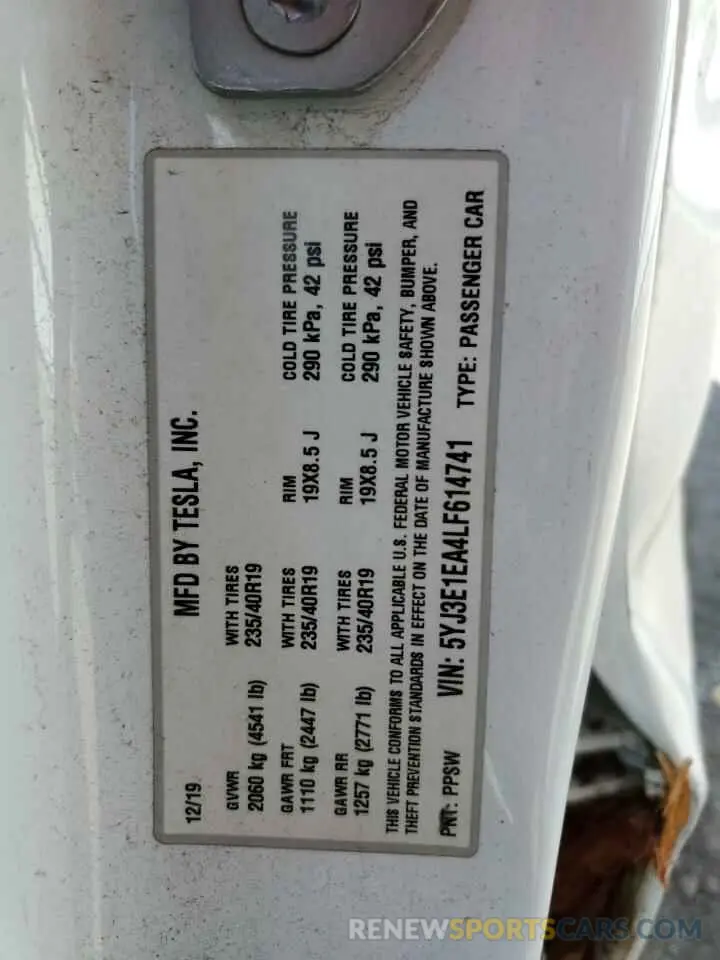 12/19 MFD BY TESLA, INC.
GVWR WITH TIRES
2060 kg (4541 lb) 235/40R19
GAWR FRT WITH TIRES RIM COLD TIRE PRESSURE
1110 kg (2447 lb) 235/40R19 19X8.5 J 290 kPa, 42 psi
GAWR RR WITH TIRES RIM COLD TIRE PRESSURE
1257 kg (2771 lb) 235/40R19 19X8.5 J 290 kPa, 42 psi
THIS VEHICLE CONFORMS TO ALL APPLICABLE U.S. FEDERAL MOTOR VEHICLE SAFETY, BUMPER, AND
THEFT PREVENTION STANDARDS IN EFFECT ON THE DATE OF MANUFACTURE SHOWN ABOVE.
PNT: PPSW VIN: 5YJ3E1EA4LF614741 TYPE: PASSENGER CAR
RENEWSPORTSCARS.COM